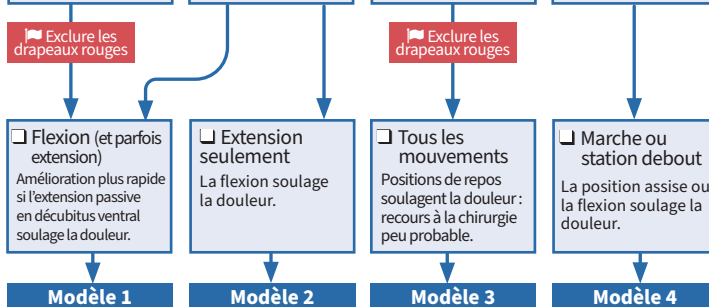 Exclure les
drapeaux rouges
Exclure les
drapeaux rouges
Flexion (et parfois
extension)
Amélioration plus rapide
si l'extension passive
en décubitus ventral
soulage la douleur.
Extension
seulement
La flexion soulage
la douleur.
Tous les
mouvements
Positions de repos
soulagent la douleur :
recours à la chirurgie
peu probable.
Marche ou
station debout
La position assise ou
la flexion soulage la
douleur.
Modèle 1
Modèle 2
Modèle 3
Modèle 4